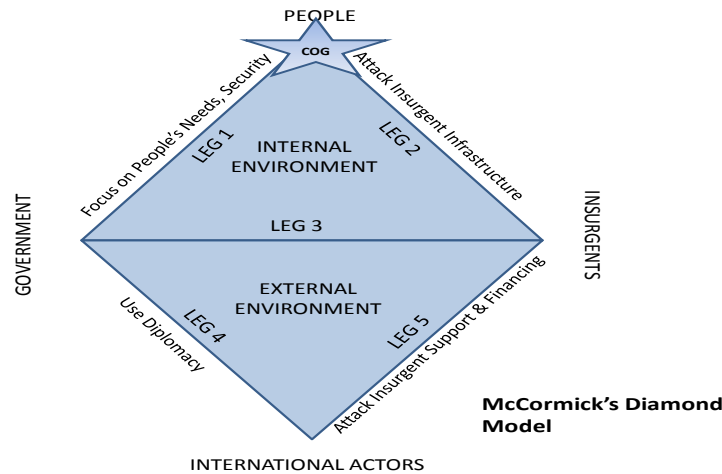 PEOPLE
COG
Focus on People's Needs, Security
LEG 1
Attack Insurgent Infrastructure
LEG 2
INTERNAL
ENVIRONMENT
GOVERNMENT
LEG 3
INSURGENTS
EXTERNAL
ENVIRONMENT
Use Diplomacy
LEG 4
LEG 5
Attack Insurgent Support & Financing
McCormick's Diamond
Model
INTERNATIONAL ACTORS